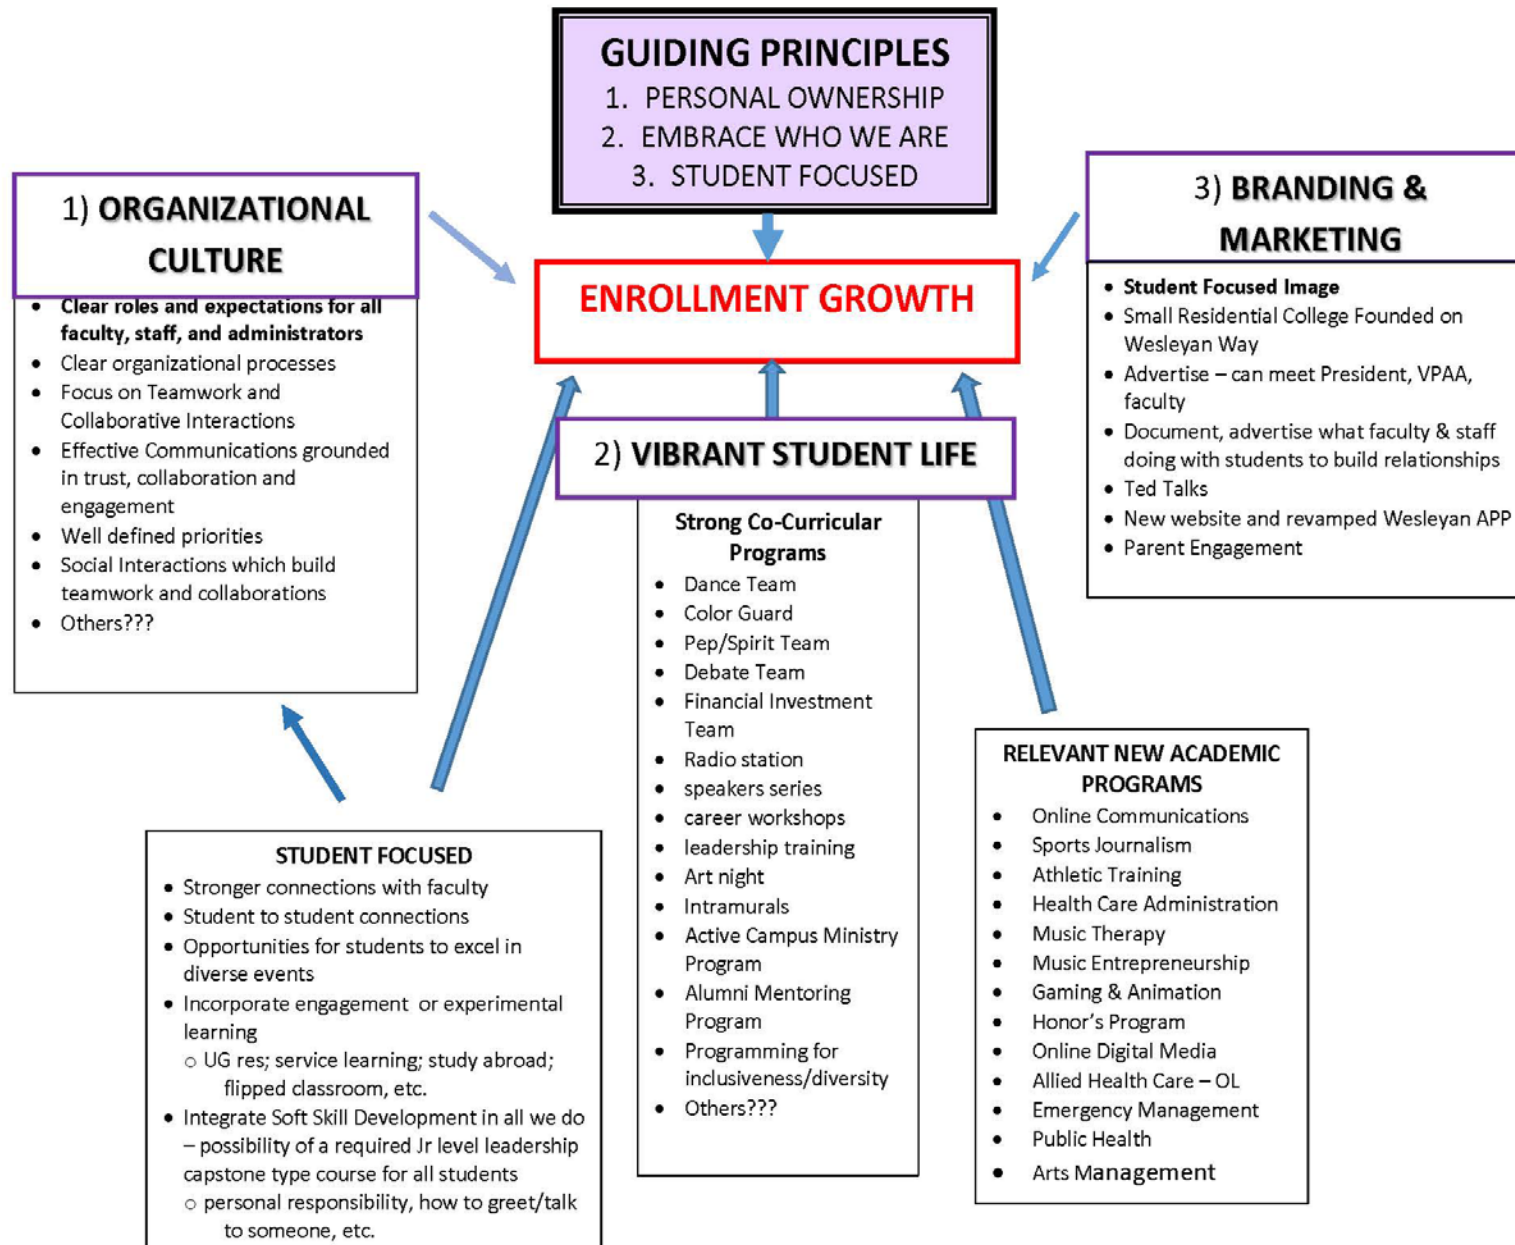 GUIDING PRINCIPLES
1. PERSONAL OWNERSHIP
2. EMBRACE WHO WE ARE
3. STUDENT FOCUSED
1) ORGANIZATIONAL
CULTURE
• Clear roles and expectations for all
faculty, staff, and administrators
• Clear organizational processes
• Focus on Teamwork and
Collaborative Interactions
• Effective Communications grounded
in trust, collaboration and
engagement
• Well defined priorities
• Social Interactions which build
teamwork and collaborations
• Others???
ENROLLMENT GROWTH
3) BRANDING &
MARKETING
• Student Focused Image
• Small Residential College Founded on
Wesleyan Way
• Advertise – can meet President, VPAA,
faculty
• Document, advertise what faculty & staff
doing with students to build relationships
• Ted Talks
• New website and revamped Wesleyan APP
• Parent Engagement
2) VIBRANT STUDENT LIFE
Strong Co-Curricular
Programs
• Dance Team
• Color Guard
• Pep/Spirit Team
• Debate Team
• Financial Investment
Team
• Radio station
• speakers series
• career workshops
• leadership training
• Art night
• Intramurals
• Active Campus Ministry
Program
• Alumni Mentoring
Program
• Programming for
inclusiveness/diversity
• Others???
STUDENT FOCUSED
• Stronger connections with faculty
• Student to student connections
• Opportunities for students to excel in
diverse events
• Incorporate engagement or experimental
learning
o UG res; service learning; study abroad;
flipped classroom, etc.
• Integrate Soft Skill Development in all we do
– possibility of a required Jr level leadership
capstone type course for all students
o personal responsibility, how to greet/talk
to someone, etc.
RELEVANT NEW ACADEMIC
PROGRAMS
• Online Communications
• Sports Journalism
• Athletic Training
• Health Care Administration
• Music Therapy
• Music Entrepreneurship
• Gaming & Animation
• Honor's Program
• Online Digital Media
• Allied Health Care – OL
• Emergency Management
• Public Health
• Arts Management